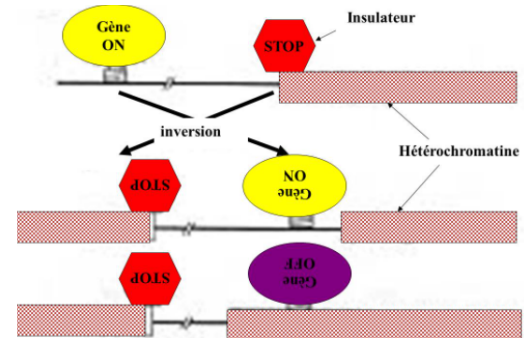 Gène
ON
STOP
Insulateur
inversion
Hétérochromatine
STOP
Gène
ON
STOP
Gène
OFF